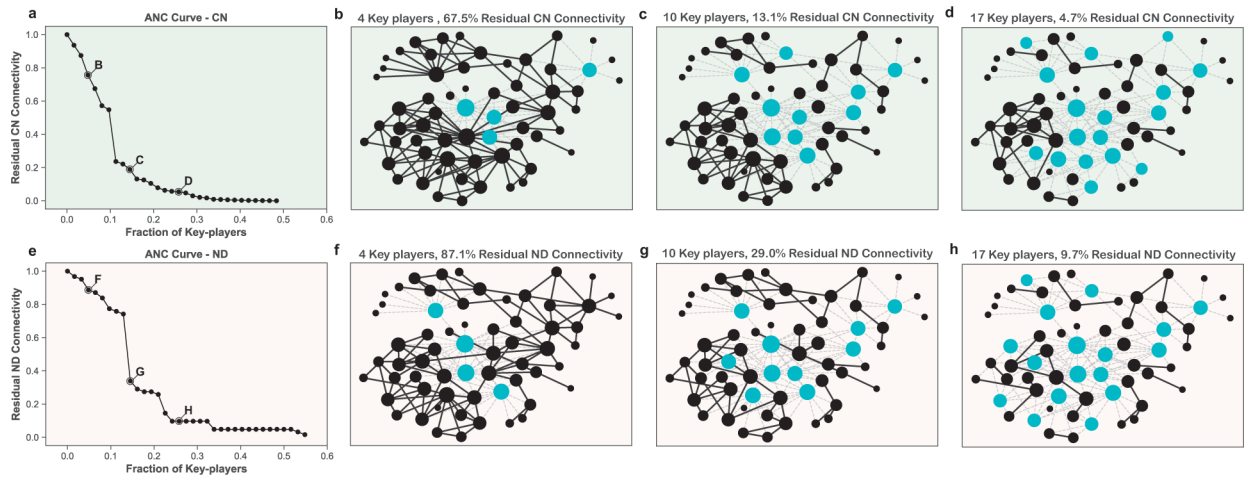 a
ANC Curve - CN
Residual CN Connectivity
1.0
0.8
0.6
0.4
0.2
0.0
B
C
D
0.0 0.1 0.2 0.3 0.4 0.5 0.6
Fraction of Key-players
b
4 Key players , 67.5% Residual CN Connectivity
c
10 Key players, 13.1% Residual CN Connectivity
d
17 Key players, 4.7% Residual CN Connectivity
e
ANC Curve - ND
Residual ND Connectivity
1.0
0.8
0.6
0.4
0.2
0.0
F
G
H
0.0 0.1 0.2 0.3 0.4 0.5 0.6
Fraction of Key-players
f
4 Key players, 87.1% Residual ND Connectivity
g
10 Key players, 29.0% Residual ND Connectivity
h
17 Key players, 9.7% Residual ND Connectivity